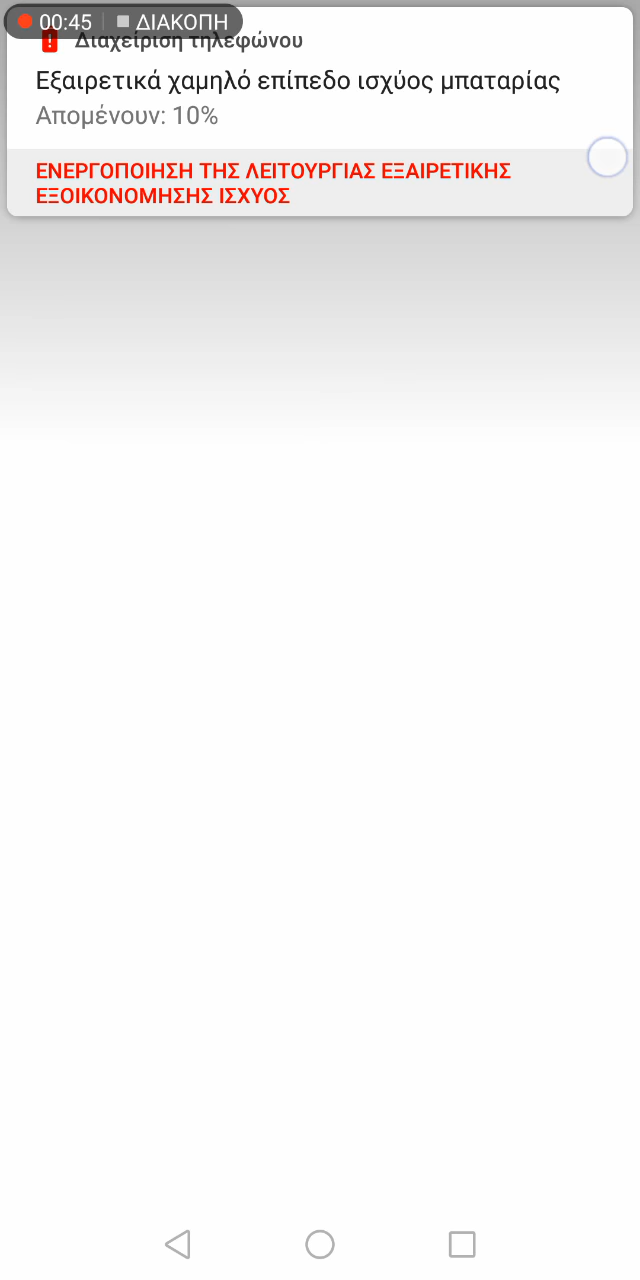 00:45 ΔΙΑΚΟΠΗ
Διαχείριση τηλεφώνου
Εξαιρετικά χαμηλό επίπεδο ισχύος μπαταρίας
Απομένουν: 10%
ΕΝΕΡΓΟΠΟΙΗΣΗ ΤΗΣ ΛΕΙΤΟΥΡΓΙΑΣ ΕΞΑΙΡΕΤΙΚΗΣ
ΕΞΟΙΚΟΝΟΜΗΣΗΣ ΙΣΧΥΟΣ